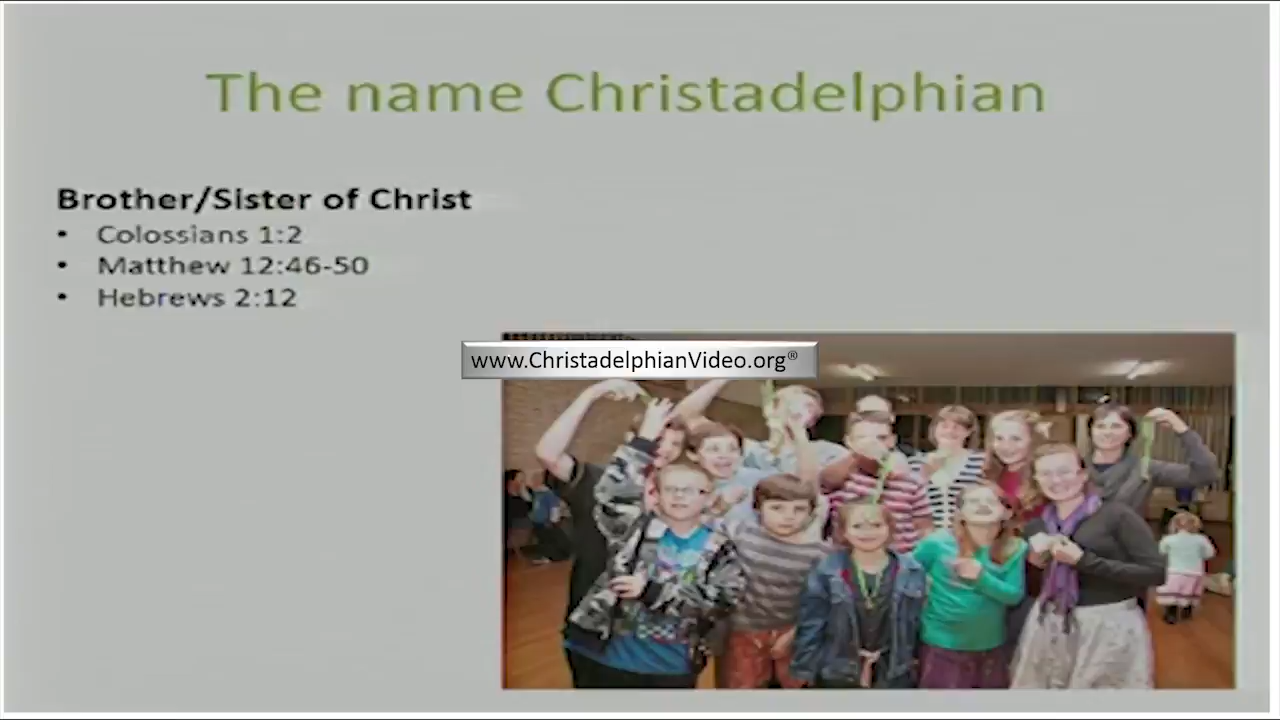 The name Christadelphian
Brother/Sister of Christ
• Colossians 1:2
• Matthew 12:46-50
• Hebrews 2:12
www.ChristadelphianVideo.org®